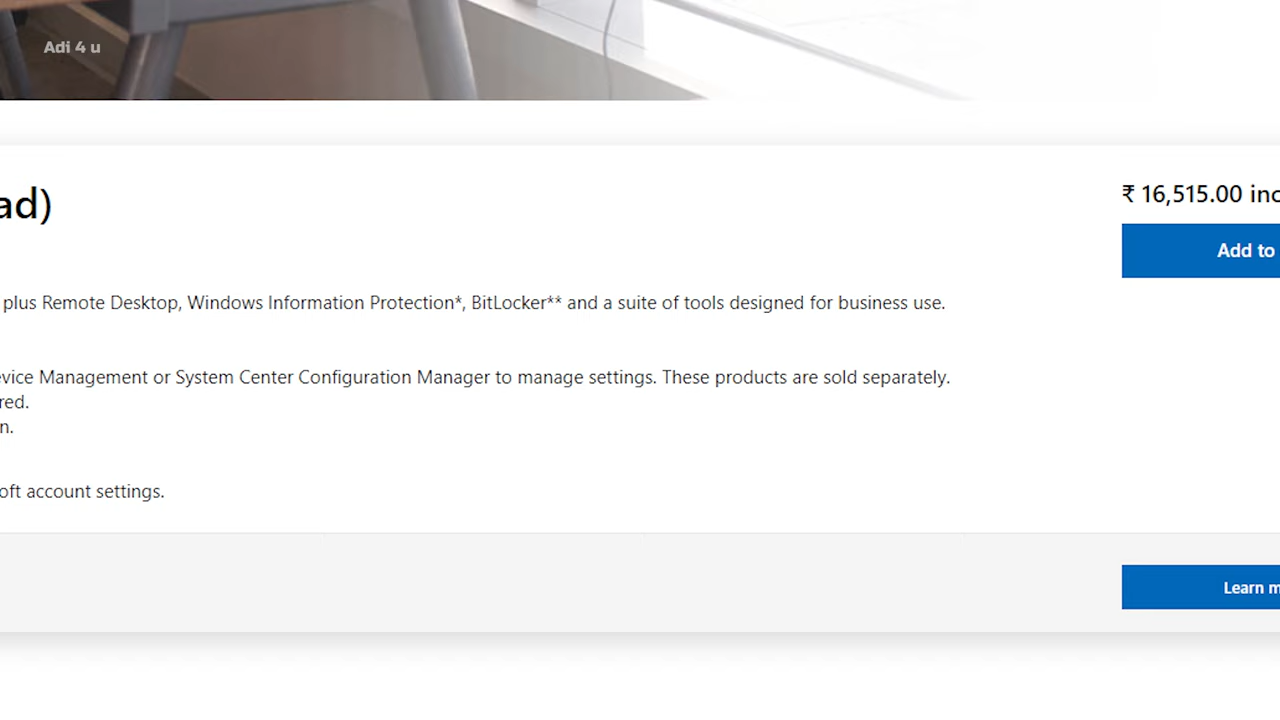 Adi 4 u
ad)
₹ 16,515.00 inc
Add to
plus Remote Desktop, Windows Information Protection*, BitLocker** and a suite of tools designed for business use.
evice Management or System Center Configuration Manager to manage settings. These products are sold separately.
red.
n.
oft account settings.
Learn m